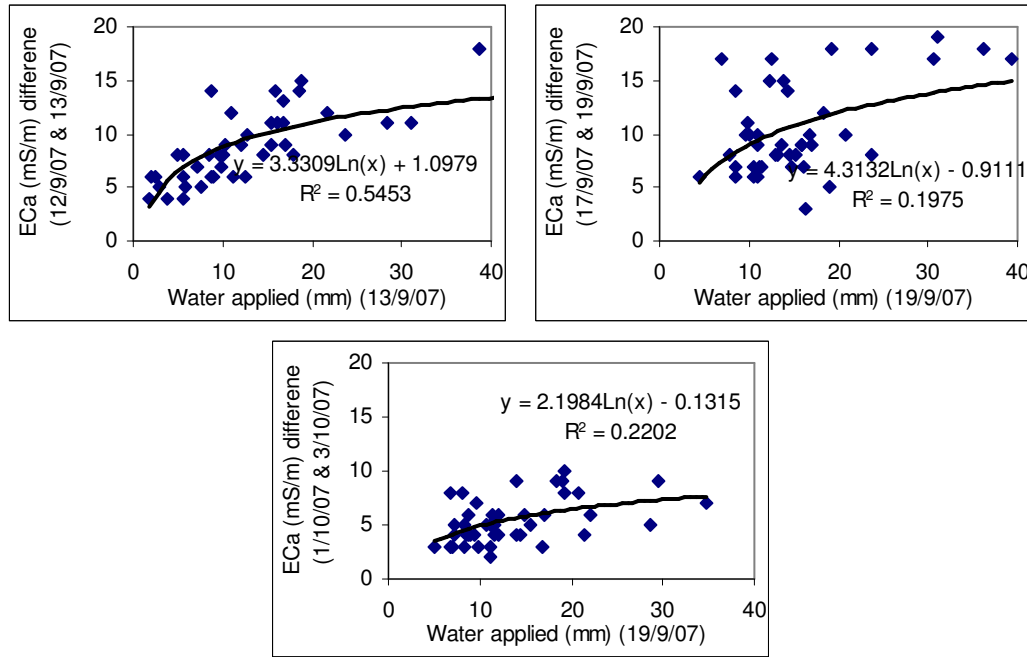 ECa (mS/m) differene
(12/9/07 & 13/9/07)
20
15
10
5
0
y = 3.3309Ln(x) + 1.0979
R² = 0.5453
0 10 20 30 40
Water applied (mm) (13/9/07)
ECa (mS/m) differene
(17/9/07 & 19/9/07)
20
15
10
5
0
y = 4.3132Ln(x) - 0.9111
R² = 0.1975
0 10 20 30 40
Water applied (mm) (19/9/07)
ECa (mS/m) differene
(1/10/07 & 3/10/07)
20
15
10
5
0
y = 2.1984Ln(x) - 0.1315
R² = 0.2202
0 10 20 30 40
Water applied (mm) (19/9/07)